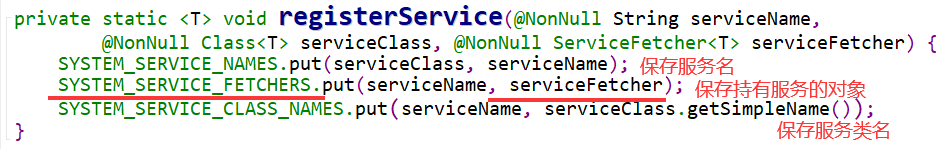 private static <T> void registerService(@NonNull String serviceName,
@NonNull Class<T> serviceClass, @NonNull ServiceFetcher<T> serviceFetcher) {
SYSTEM_SERVICE_NAMES.put(serviceClass, serviceName); 保存服务名
SYSTEM_SERVICE_FETCHERS.put(serviceName, serviceFetcher); 保存持有服务的对象
SYSTEM_SERVICE_CLASS_NAMES.put(serviceName, serviceClass.getSimpleName());
保存服务类名
}